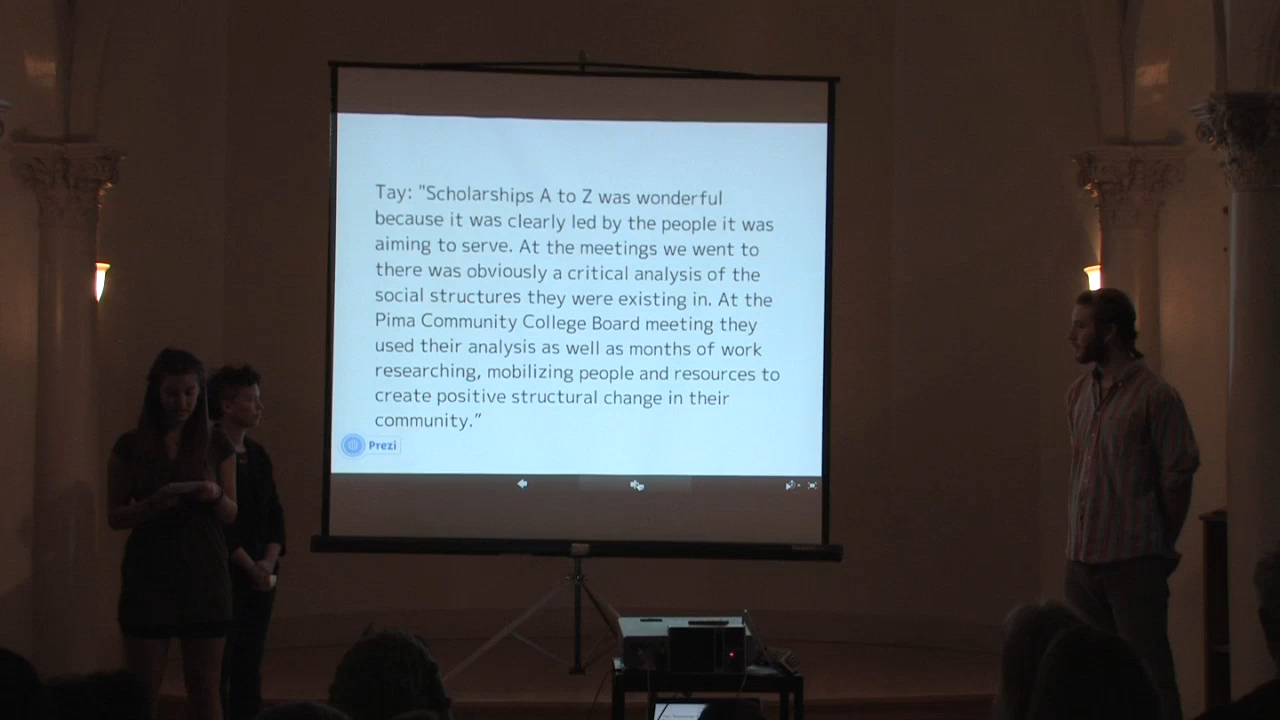 Tay: "Scholarships A to Z was wonderful
because it was clearly led by the people it was
aiming to serve. At the meetings we went to
there was obviously a critical analysis of the
social structures they were existing in. At the
Pima Community College Board meeting they
used their analysis as well as months of work
researching, mobilizing people and resources to
create positive structural change in their
community.”
Prezi